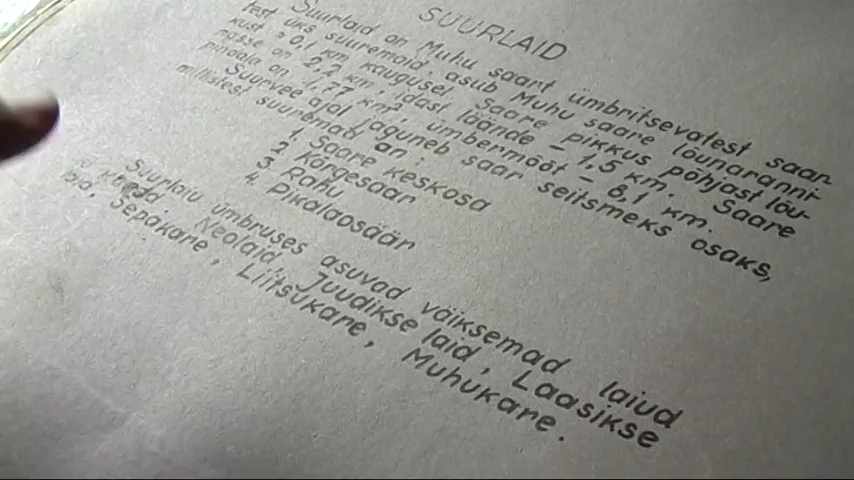 SUURLAID
Suurlaid on Muhu saart ümbritsevatest saar-
test üks suuremaid, asub Muhu saare lõunaranni-
kust ≈ 0,1 km kaugusel. Saare pikkus põhjast lõu-
nasse on 2,2 km, idast läände – 1,5 km. Saare
pindala on 1,77 km², ümbermõõt – 8,1 km.
Suurvee ajal jaguneb saar seitsmeks osaks,
millistest suuremad on:
1. Saare keskosa
2. Kõrgesaar
3. Rahu
4. Pikalaosäär
Suurlaiu ümbruses asuvad väiksemad laiud
ja Neolaid, Juudikse laid, Laasikse
laid, Sepakare, Liitsukare, Muhukare.